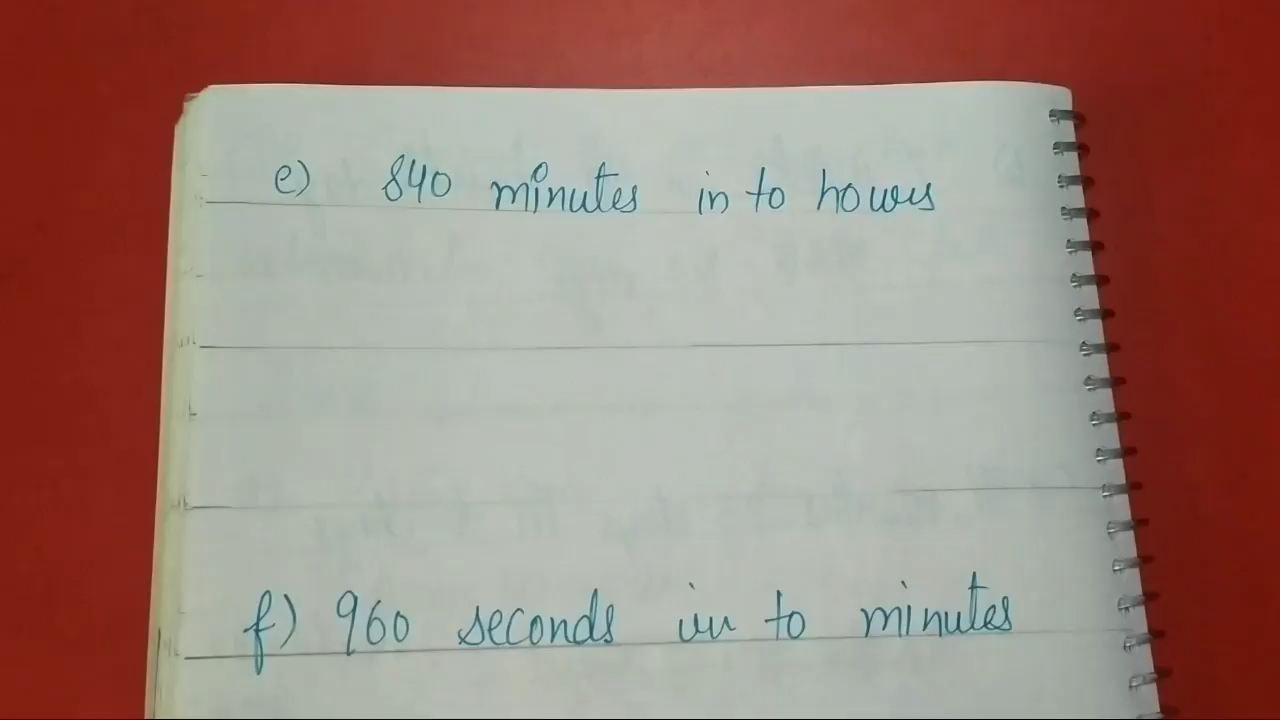 e) 840 minutes in to hours
f) 960 seconds in to minutes